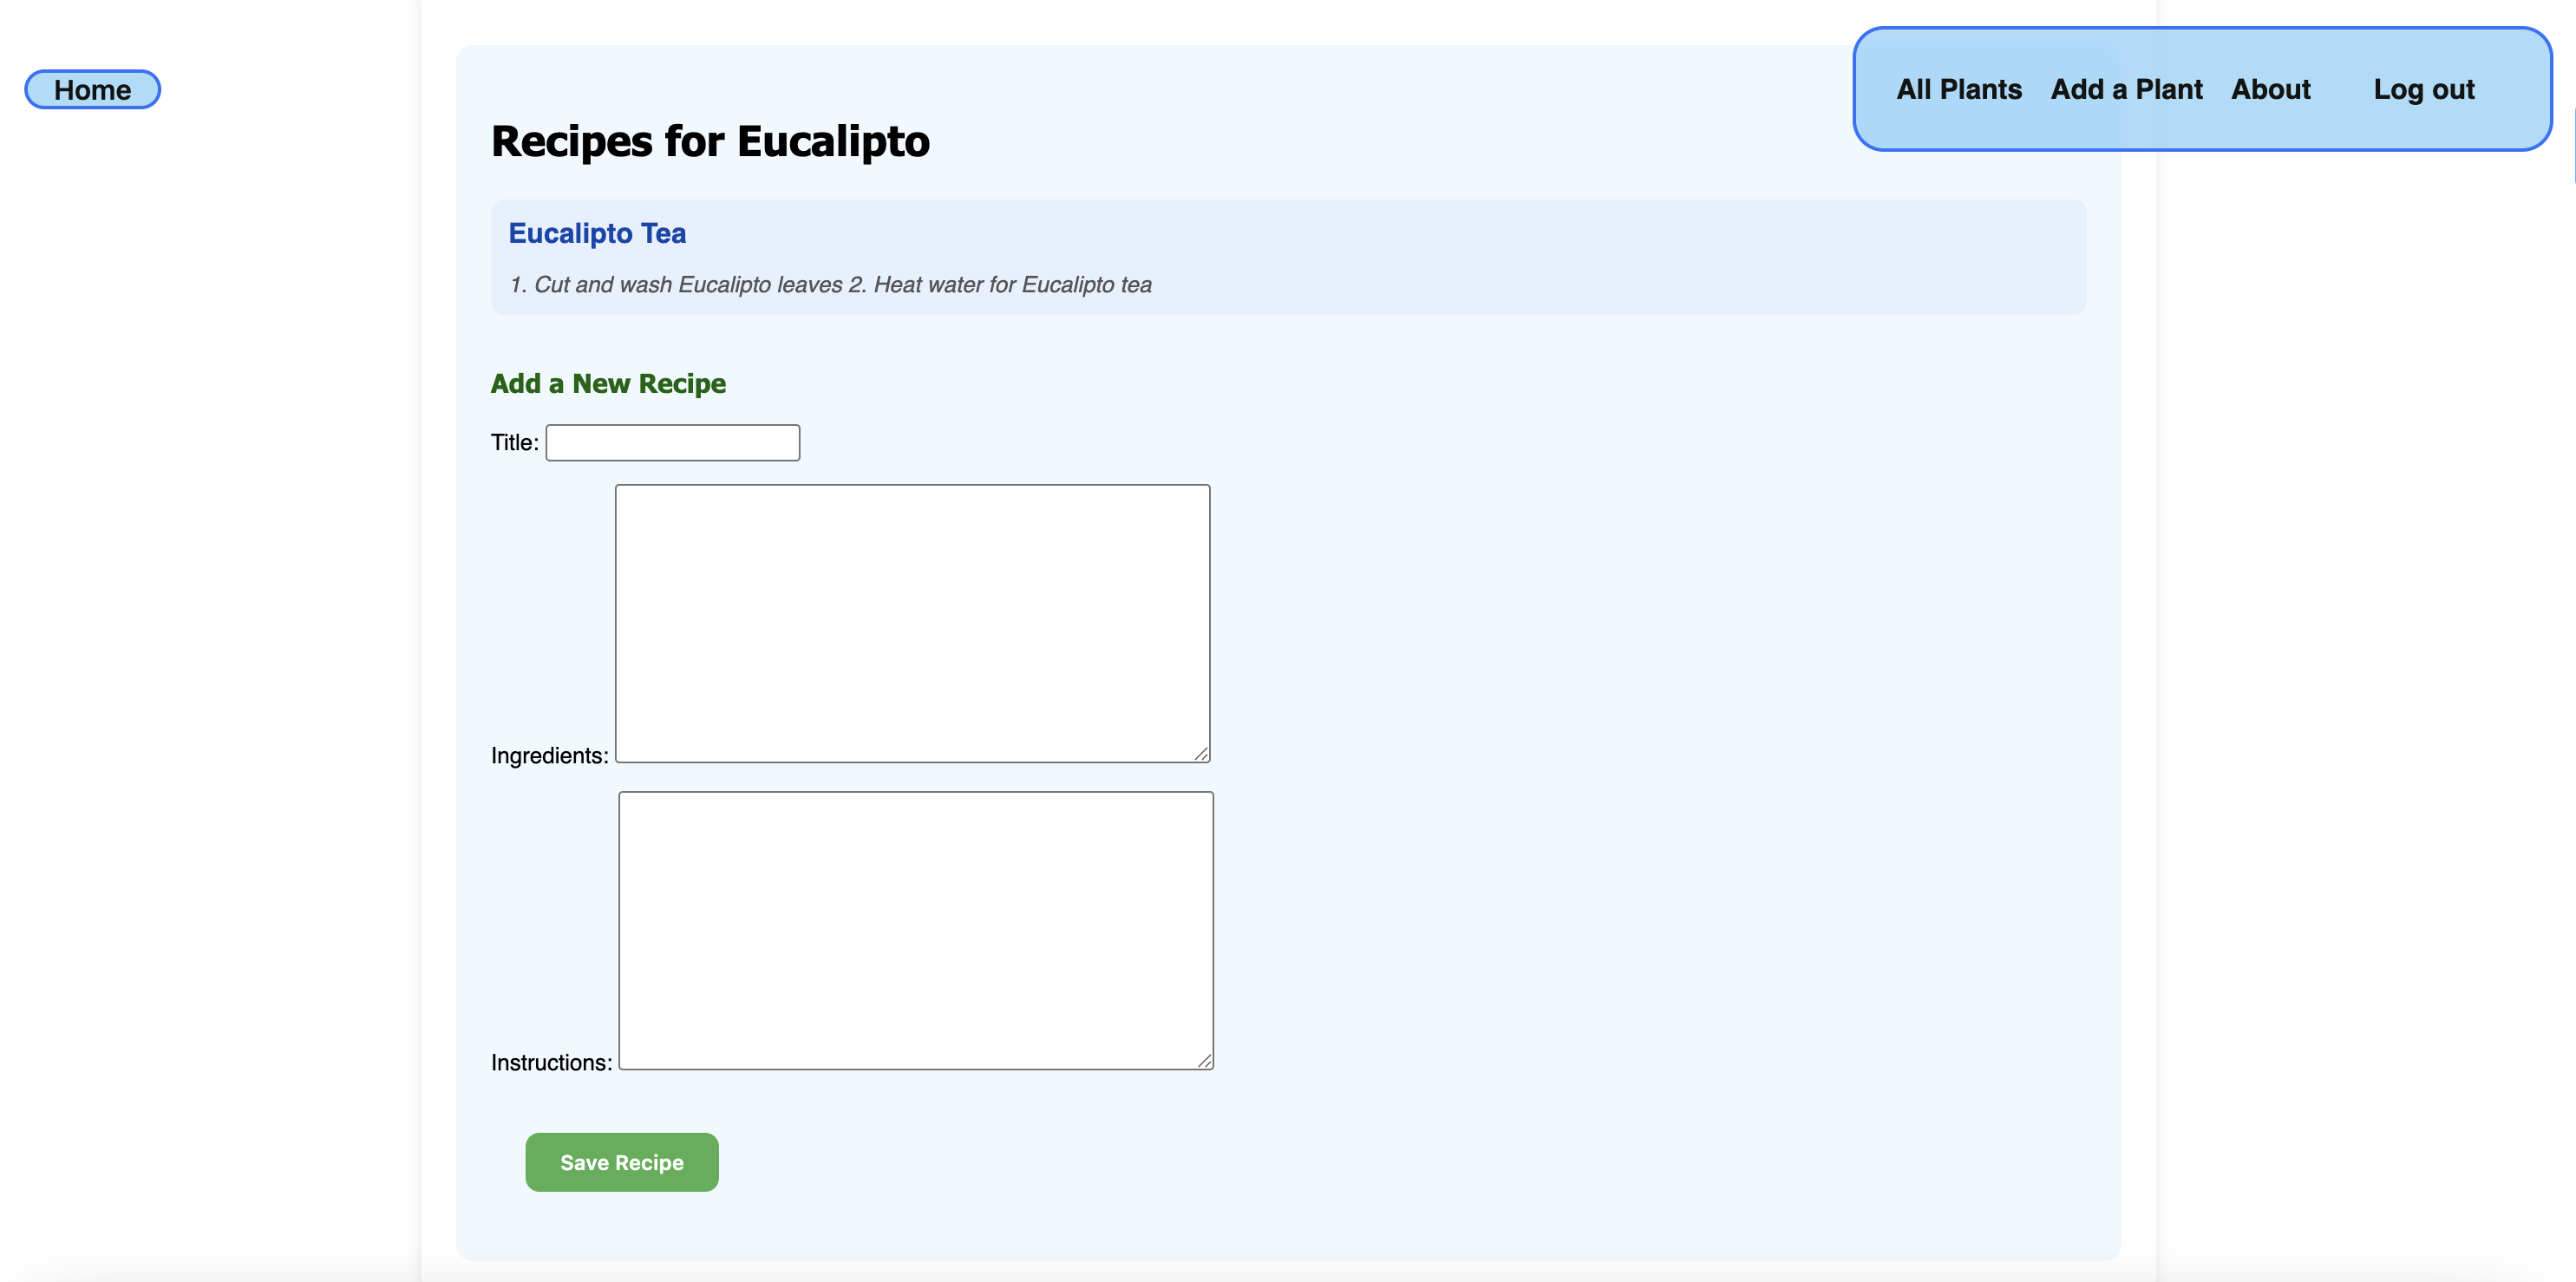 Home
All Plants Add a Plant About Log out
Recipes for Eucalipto
Eucalipto Tea
1. Cut and wash Eucalipto leaves 2. Heat water for Eucalipto tea
Add a New Recipe
Title:
Ingredients:
Instructions:
Save Recipe